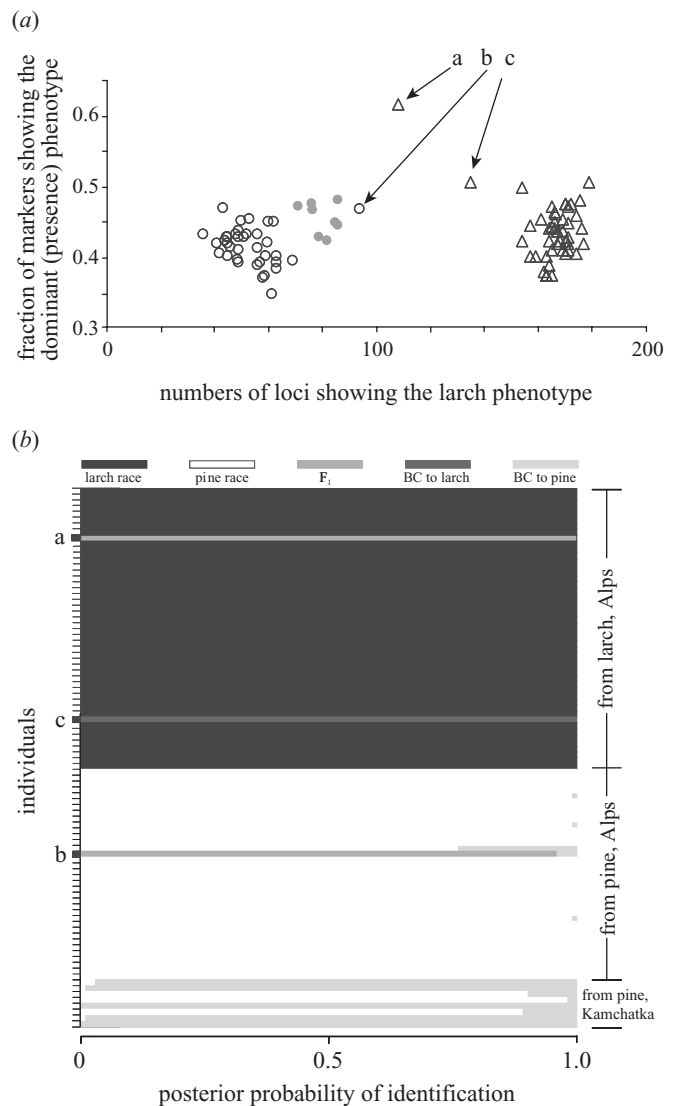 (a)
fraction of markers showing the
dominant (presence) phenotype
0.6
0.5
0.4
0.3
a b c
0 100 200
numbers of loci showing the larch phenotype
(b)
larch race pine race F1 BC to larch BC to pine
individuals
a
c
b
from larch, Alps
from pine, Alps
from pine,
Kamchatka
0 0.5 1.0
posterior probability of identification